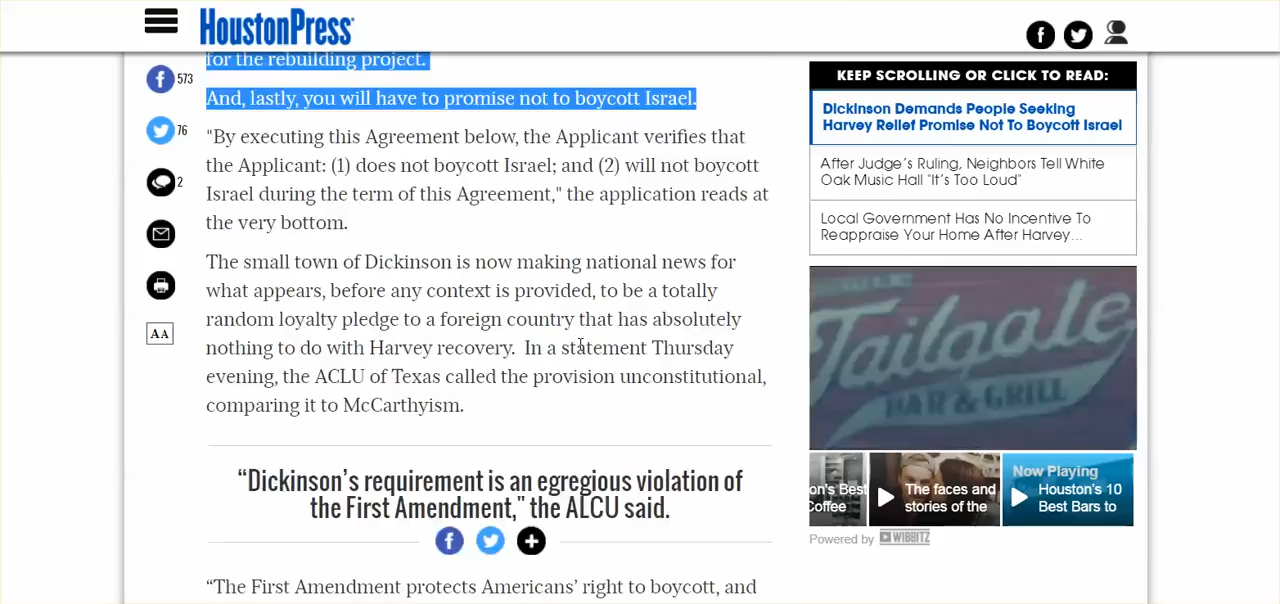 HoustonPress
for the rebuilding project.
573
And, lastly, you will have to promise not to boycott Israel.
76
"By executing this Agreement below, the Applicant verifies that
the Applicant: (1) does not boycott Israel; and (2) will not boycott
2
Israel during the term of this Agreement," the application reads at
the very bottom.
The small town of Dickinson is now making national news for
what appears, before any context is provided, to be a totally
random loyalty pledge to a foreign country that has absolutely
AA
nothing to do with Harvey recovery. In a statement Thursday
evening, the ACLU of Texas called the provision unconstitutional,
comparing it to McCarthyism.
“Dickinson’s requirement is an egregious violation of
the First Amendment," the ALCU said.
“The First Amendment protects Americans’ right to boycott, and
KEEP SCROLLING OR CLICK TO READ:
Dickinson Demands People Seeking
Harvey Relief Promise Not To Boycott Israel
After Judge’s Ruling, Neighbors Tell White
Oak Music Hall "It’s Too Loud"
Local Government Has No Incentive To
Reappraise Your Home After Harvey...
Tailgate
BAR & GRILL
on's Best
Coffee
The faces and
stories of the
Now Playing
Houston's 10
Best Bars to
Powered by WIBBITZ